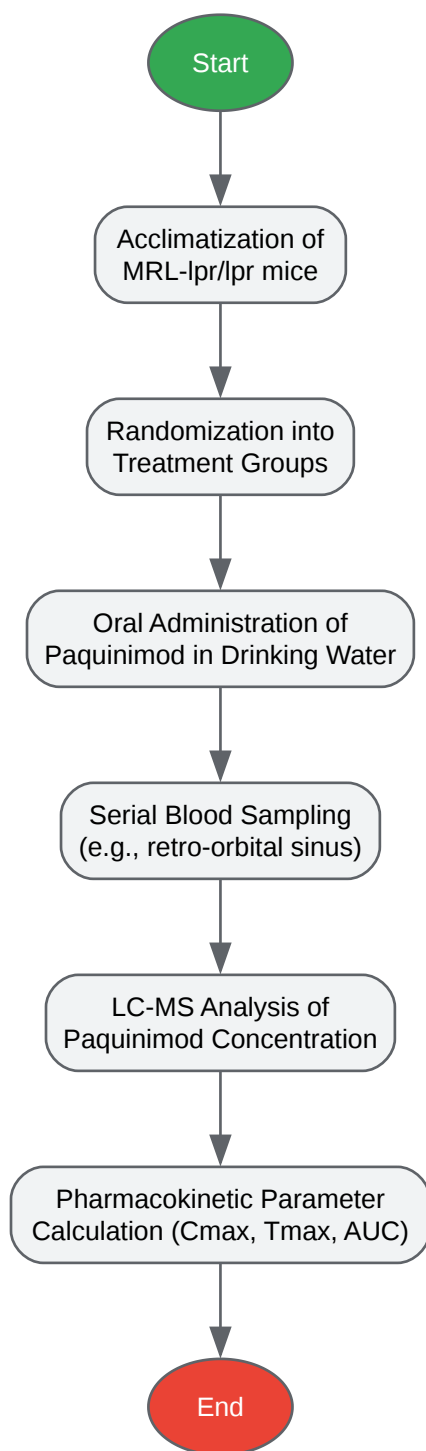 Start
Acclimatization of
MRL-lpr/lpr mice
Randomization into
Treatment Groups
Oral Administration of
Paquinimod in Drinking Water
Serial Blood Sampling
(e.g., retro-orbital sinus)
LC-MS Analysis of
Paquinimod Concentration
Pharmacokinetic Parameter
Calculation (Cmax, Tmax, AUC)
End